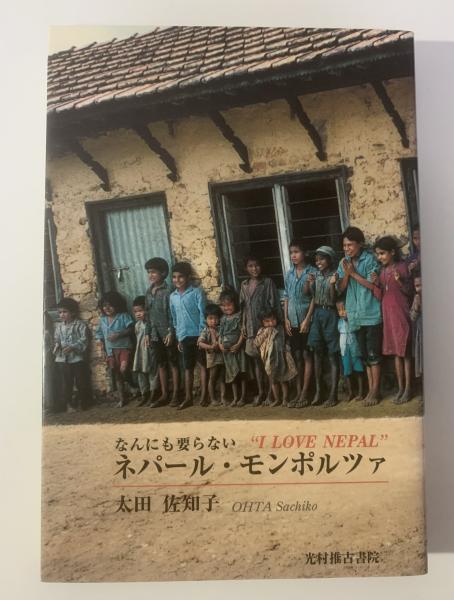 なんにも要らない "I LOVE NEPAL"
ネパール・モンポルツァ
太田 佐知子 OHTA Sachiko
光村推古書院